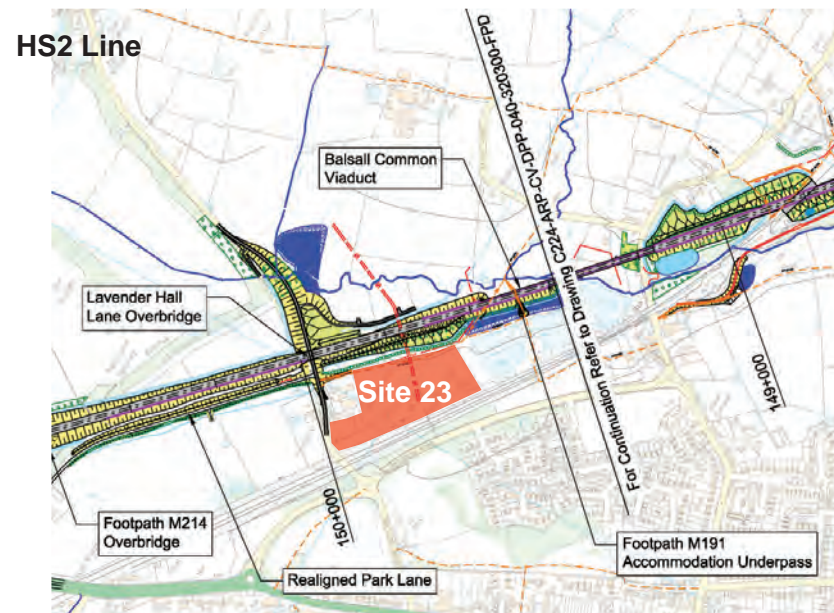 HS2 Line
Balsall Common
Viaduct
For Continuation Refer to Drawing C224-ARP-CV-DPP-040-320300-FPD
Lavender Hall
Lane Overbridge
Site 23
149+000
150+000
Footpath M214
Overbridge
Realigned Park Lane
Footpath M191
Accommodation Underpass